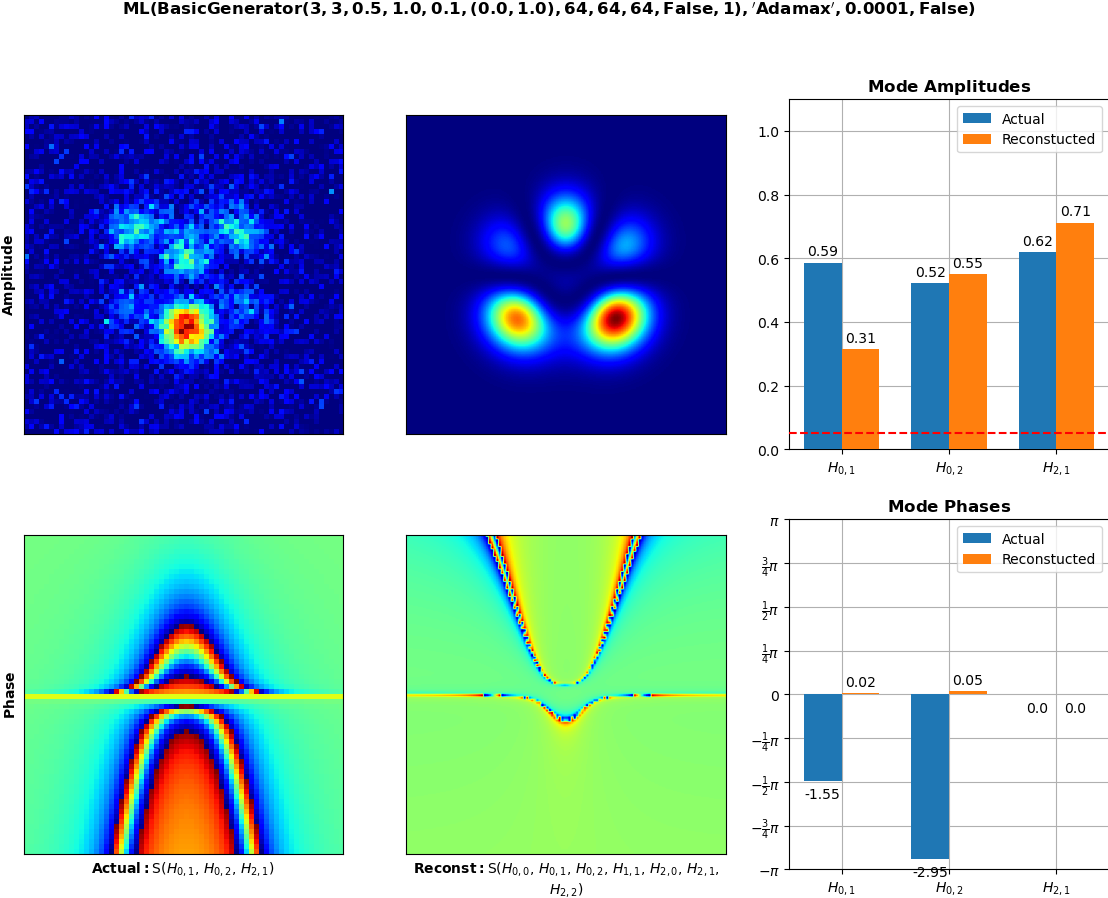 ML(BasicGenerator(3, 3, 0.5, 1.0, 0.1, (0.0, 1.0), 64, 64, 64, False, 1), ′Adamax′, 0.0001, False)
Amplitude
Mode Amplitudes
Actual
Reconstucted
1.0
0.8
0.6
0.4
0.2
0.0
0.59
0.31
0.52
0.55
0.62
0.71
H₀,₁
H₀,₂
H₂,₁
Phase
Actual: S(H₀,₁, H₀,₂, H₂,₁)
Reconst: S(H₀,₀, H₀,₁, H₀,₂, H₁,₁, H₂,₀, H₂,₁,
H₂,₂)
Mode Phases
Actual
Reconstucted
π
3/4π
1/2π
1/4π
0
−1/4π
−1/2π
−3/4π
−π
-1.55
0.02
-2.95
0.05
0.0
0.0
H₀,₁
H₀,₂
H₂,₁